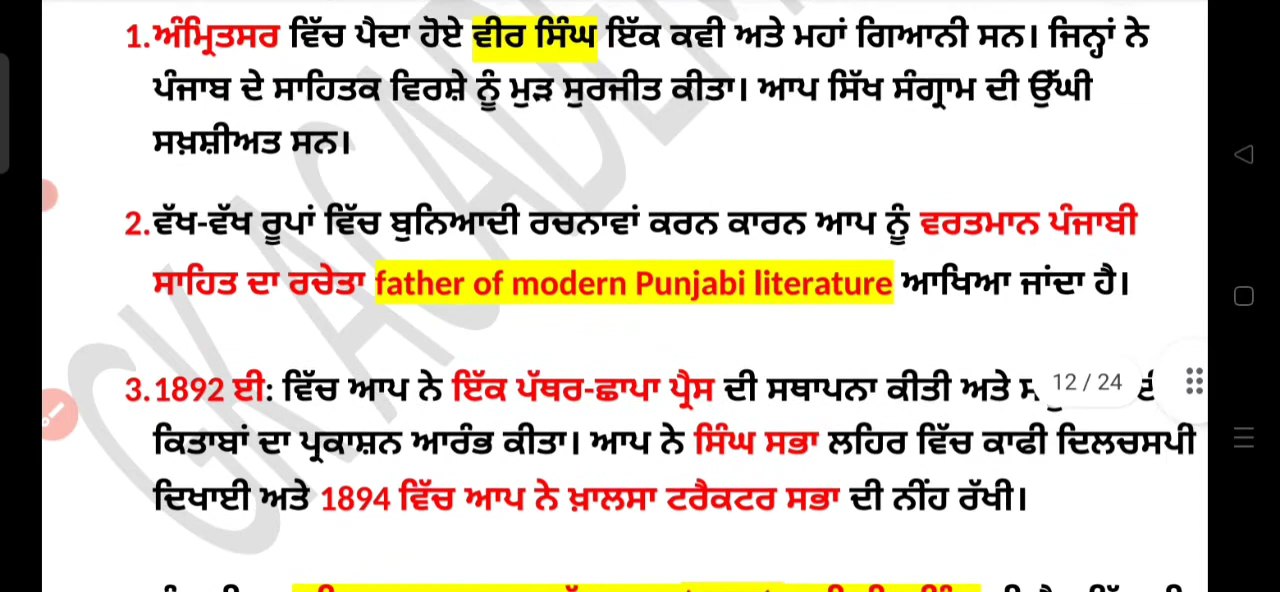 1.ਅੰਮ੍ਰਿਤਸਰ ਵਿੱਚ ਪੈਦਾ ਹੋਏ ਵੀਰ ਸਿੰਘ ਇੱਕ ਕਵੀ ਅਤੇ ਮਹਾਂ ਗਿਆਨੀ ਸਨ। ਜਿਨ੍ਹਾਂ ਨੇ
ਪੰਜਾਬ ਦੇ ਸਾਹਿਤਕ ਵਿਰਸ਼ੇ ਨੂੰ ਮੁੜ ਸੁਰਜੀਤ ਕੀਤਾ। ਆਪ ਸਿੱਖ ਸੰਗ੍ਰਾਮ ਦੀ ਉੱਘੀ
ਸਖ਼ਸ਼ੀਅਤ ਸਨ।
2.ਵੱਖ-ਵੱਖ ਰੂਪਾਂ ਵਿੱਚ ਬੁਨਿਆਦੀ ਰਚਨਾਵਾਂ ਕਰਨ ਕਾਰਨ ਆਪ ਨੂੰ ਵਰਤਮਾਨ ਪੰਜਾਬੀ
ਸਾਹਿਤ ਦਾ ਰਚੇਤਾ father of modern Punjabi literature ਆਖਿਆ ਜਾਂਦਾ ਹੈ।
3.1892 ਈ: ਵਿੱਚ ਆਪ ਨੇ ਇੱਕ ਪੱਥਰ-ਛਾਪਾ ਪ੍ਰੈਸ ਦੀ ਸਥਾਪਨਾ ਕੀਤੀ ਅਤੇ 12 / 24
ਕਿਤਾਬਾਂ ਦਾ ਪ੍ਰਕਾਸ਼ਨ ਆਰੰਭ ਕੀਤਾ। ਆਪ ਨੇ ਸਿੰਘ ਸਭਾ ਲਹਿਰ ਵਿੱਚ ਕਾਫੀ ਦਿਲਚਸਪੀ
ਦਿਖਾਈ ਅਤੇ 1894 ਵਿੱਚ ਆਪ ਨੇ ਖ਼ਾਲਸਾ ਟਰੈਕਟਰ ਸਭਾ ਦੀ ਨੀਂਹ ਰੱਖੀ।
GK ACADEM